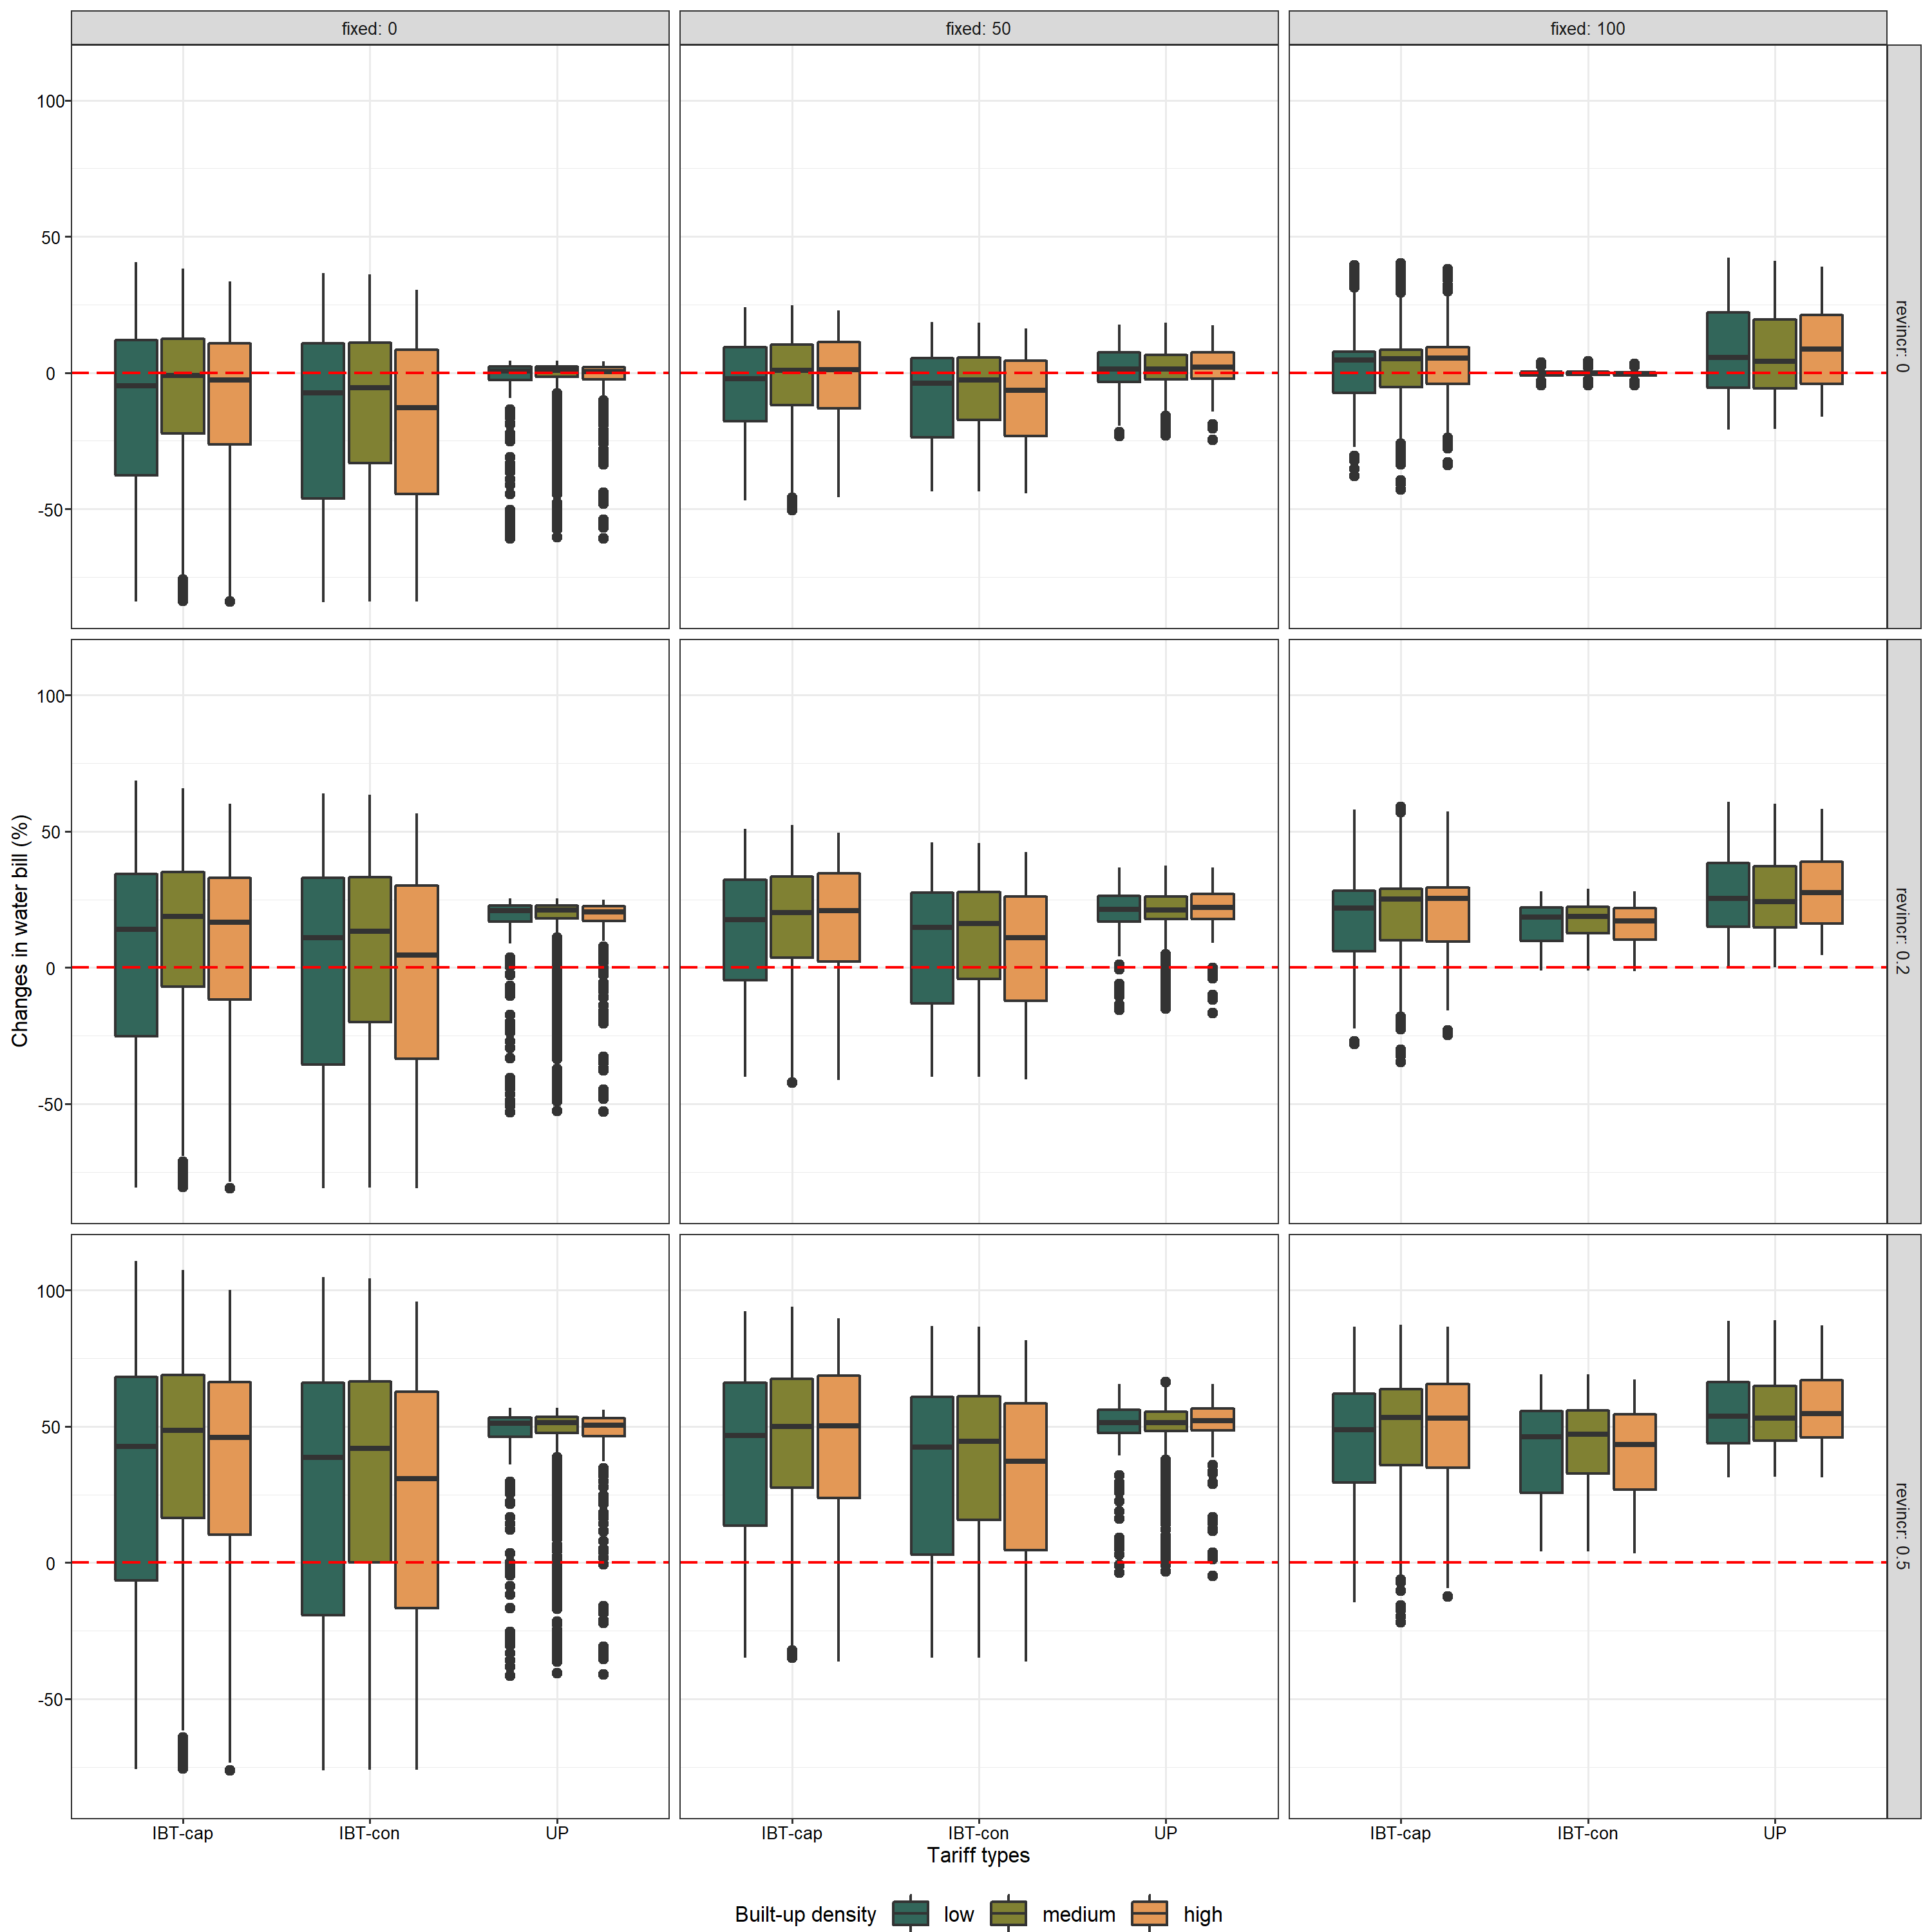 fixed: 0
fixed: 50
fixed: 100
100
50
0
-50
revincr: 0
100
50
0
-50
revincr: 0.2
100
50
0
-50
revincr: 0.5
Changes in water bill (%)
IBT-cap
IBT-con
UP
IBT-cap
IBT-con
UP
IBT-cap
IBT-con
UP
Tariff types
Built-up density low medium high